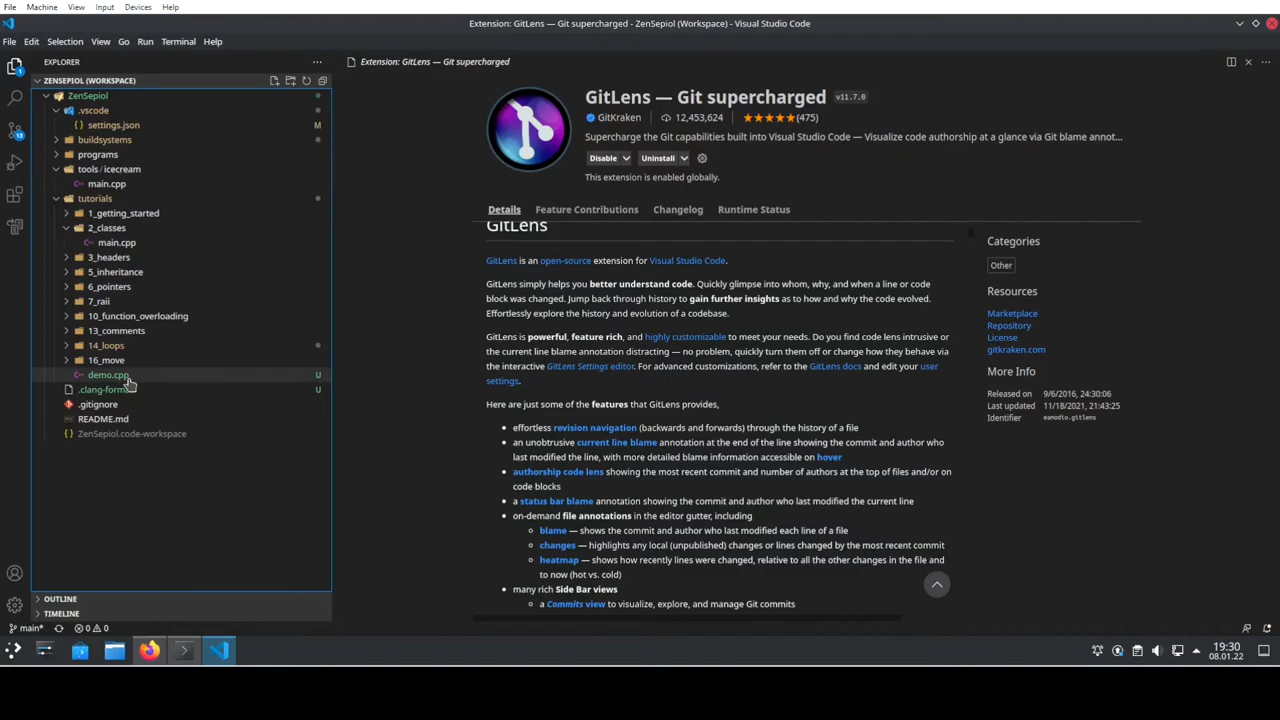 File Machine View Input Devices Help
Extension: GitLens — Git supercharged - ZenSepiol (Workspace) - Visual Studio Code
File Edit Selection View Go Run Terminal Help
EXPLORER
ZENSEPIOL (WORKSPACE)
ZenSepiol
.vscode
settings.json M
buildsystems
programs
tools / icecream
main.cpp
tutorials
1_getting_started
2_classes
main.cpp
3_headers
5_inheritance
6_pointers
7_raii
10_function_overloading
13_comments
14_loops
16_move
demo.cpp U
.clang-forma U
.gitignore
README.md
ZenSepiol.code-workspace
OUTLINE
TIMELINE
1
13
Extension: GitLens — Git supercharged
GitLens — Git supercharged v11.7.0
GitKraken 12,453,624 (475)
Supercharge the Git capabilities built into Visual Studio Code — Visualize code authorship at a glance via Git blame annot...
Disable Uninstall
This extension is enabled globally.
Details Feature Contributions Changelog Runtime Status
GitLens
GitLens is an open-source extension for Visual Studio Code.
GitLens simply helps you better understand code. Quickly glimpse into whom, why, and when a line or code
block was changed. Jump back through history to gain further insights as to how and why the code evolved.
Effortlessly explore the history and evolution of a codebase.
GitLens is powerful, feature rich, and highly customizable to meet your needs. Do you find code lens intrusive or
the current line blame annotation distracting — no problem, quickly turn them off or change how they behave via
the interactive GitLens Settings editor. For advanced customizations, refer to the GitLens docs and edit your user
settings.
Here are just some of the features that GitLens provides,
effortless revision navigation (backwards and forwards) through the history of a file
an unobtrusive current line blame annotation at the end of the line showing the commit and author who
last modified the line, with more detailed blame information accessible on hover
authorship code lens showing the most recent commit and number of authors at the top of files and/or on
code blocks
a status bar blame annotation showing the commit and author who last modified the current line
on-demand file annotations in the editor gutter, including
blame — shows the commit and author who last modified each line of a file
changes — highlights any local (unpublished) changes or lines changed by the most recent commit
heatmap — shows how recently lines were changed, relative to all the other changes in the file and
to now (hot vs. cold)
many rich Side Bar views
a Commits view to visualize, explore, and manage Git commits
Categories
Other
Resources
Marketplace
Repository
License
gitkraken.com
More Info
Released on 9/6/2016, 8:30:56
Last updated 11/18/2021, 21:43:25
Identifier eamodio.gitlens
main* 0 0
19:30
08.01.22